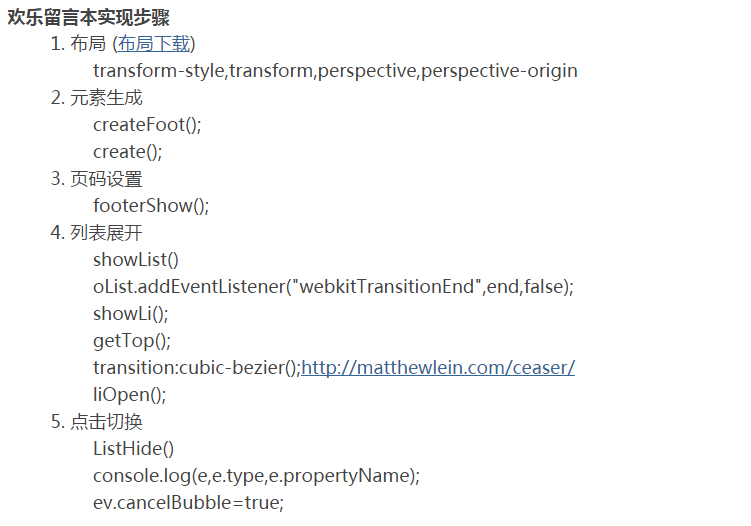 欢乐留言本实现步骤
1. 布局 (布局下载)
transform-style,transform,perspective,perspective-origin
2. 元素生成
createFoot();
create();
3. 页码设置
footerShow();
4. 列表展开
showList()
oList.addEventListener("webkitTransitionEnd",end,false);
showLi();
getTop();
transition:cubic-bezier();http://matthewlein.com/ceaser/
liOpen();
5. 点击切换
ListHide()
console.log(e,e.type,e.propertyName);
ev.cancelBubble=true;